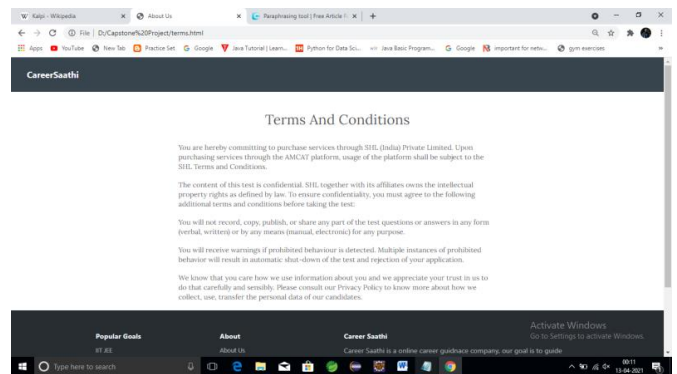 Kalpi - Wikipedia
About Us
Paraphrasing tool | Free Article R
File | D:/Capstone%20Project/terms.html
Apps YouTube New Tab Practice Set Google Java Tutorial | Learn... Python for Data Sci... Java Basic Program... Google important for netw... gym exercises
CareerSaathi
Terms And Conditions
You are hereby committing to purchase services through SHL (India) Private Limited. Upon
purchasing services through the AMCAT platform, usage of the platform shall be subject to the
SHL Terms and Conditions.
The content of this test is confidential. SHL together with its affiliates owns the intellectual
property rights as defined by law. To ensure confidentiality, you must agree to the following
additional terms and conditions before taking the test:
You will not record, copy, publish, or share any part of the test questions or answers in any form
(verbal, written) or by any means (manual, electronic) for any purpose.
You will receive warnings if prohibited behaviour is detected. Multiple instances of prohibited
behavior will result in automatic shut-down of the test and rejection of your application.
We know that you care how we use information about you and we appreciate your trust in us to
do that carefully and sensibly. Please consult our Privacy Policy to know more about how we
collect, use, transfer the personal data of our candidates.
Activate Windows
Go to Settings to activate Windows.
Popular Goals About Career Saathi
IIT JEE About Us Career Saathi is a online career guidnace company, our goal is to guide
Type here to search
00:11
13-04-2021